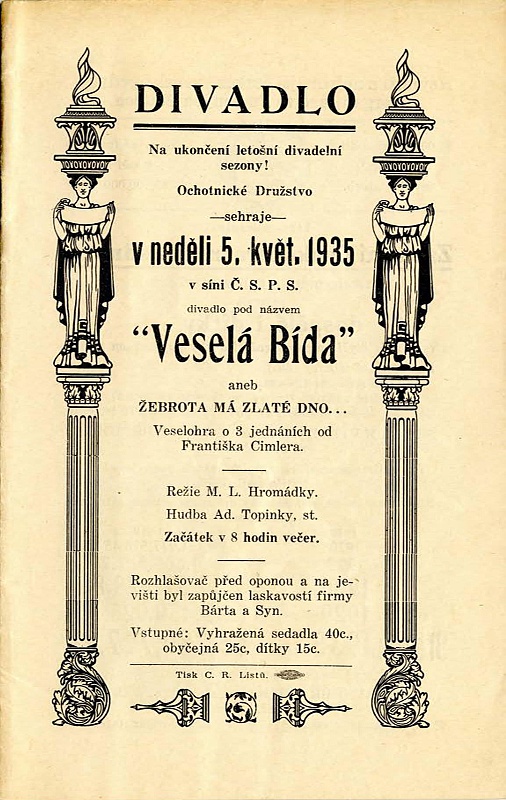 DIVADLO
Na ukončení letošní divadelní
sezony!
Ochotnické Družstvo
—sehraje—
v neděli 5. květ. 1935
v síni Č. S. P. S.
divadlo pod názvem
“Veselá Bída”
aneb
ŽEBROTA MÁ ZLATÉ DNO...
Veselohra o 3 jednáních od
Františka Cimlera.
Režie M. L. Hromádky.
Hudba Ad. Topinky, st.
Začátek v 8 hodin večer.
Rozhlašovač před oponou a na je-
višti byl zapůjčen laskavostí firmy
Bárta a Syn.
Vstupné: Vyhražená sedadla 40c.,
obyčejná 25c, dítky 15c.
Tisk C. R. Listů.